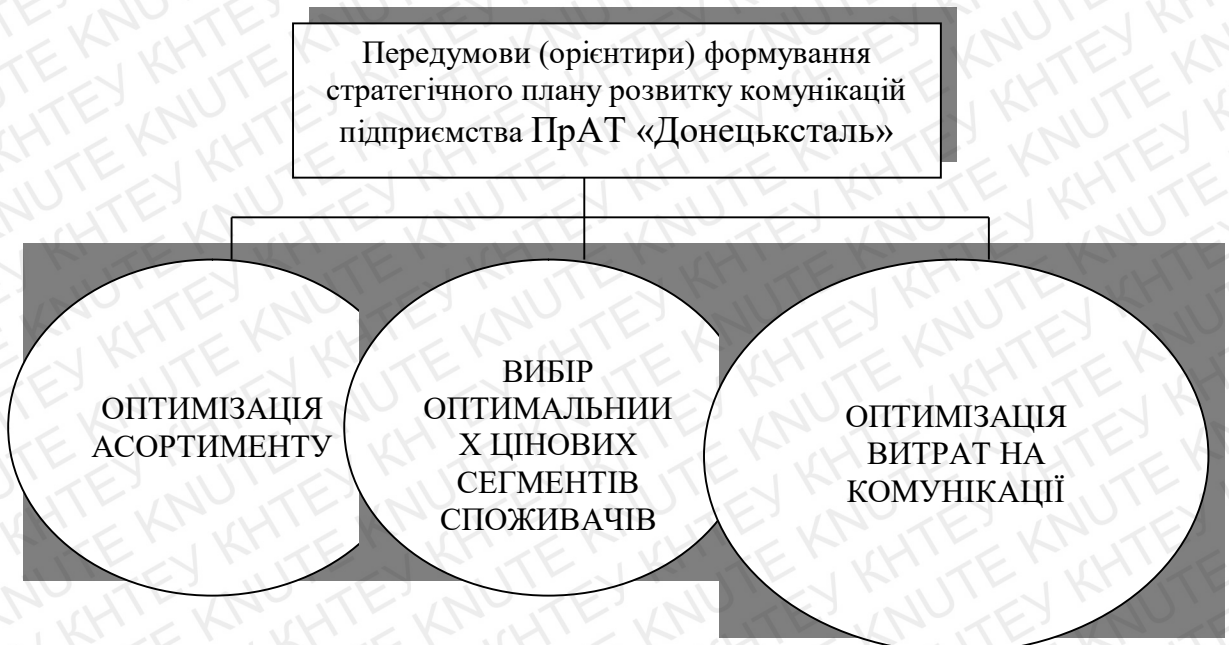 Передумови (орієнтири) формування
стратегічного плану розвитку комунікацій
підприємства ПрАТ «Донецьксталь»
ОПТИМІЗАЦІЯ
АСОРТИМЕНТУ
ВИБІР
ОПТИМАЛЬНИИ
Х ЦІНОВИХ
СЕГМЕНТІВ
СПОЖИВАЧІВ
ОПТИМІЗАЦІЯ
ВИТРАТ НА
КОМУНІКАЦІЇ